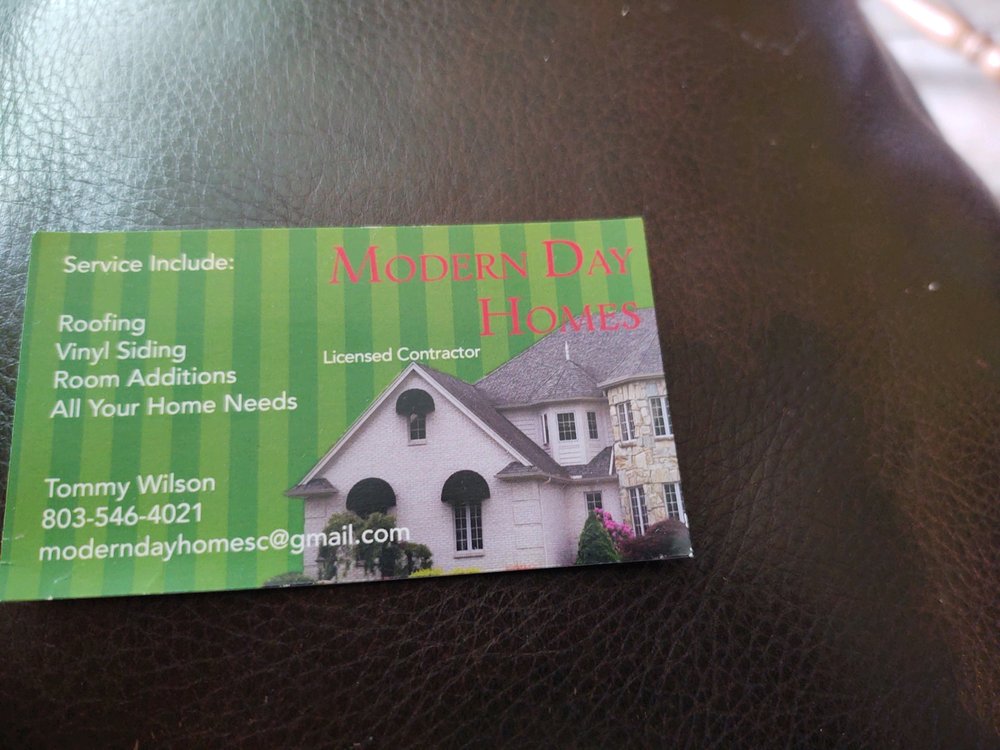 Service Include:
Roofing
Vinyl Siding
Room Additions
All Your Home Needs
Tommy Wilson
803-546-4021
moderndayhomesc@gmail.com
MODERN DAY
HOMES
Licensed Contractor